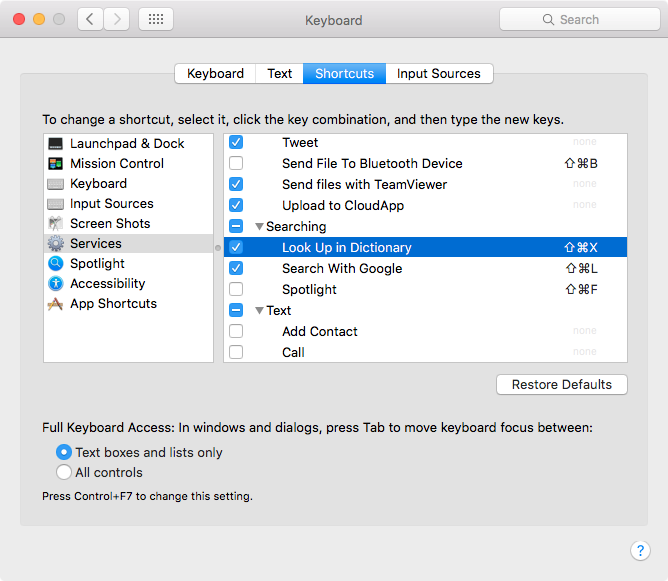 Keyboard
Search
Keyboard Text Shortcuts Input Sources
To change a shortcut, select it, click the key combination, and then type the new keys.
Launchpad & Dock
Mission Control
Keyboard
Input Sources
Screen Shots
Services
Spotlight
Accessibility
App Shortcuts
Tweet none
Send File To Bluetooth Device ⇧⌘B
Send files with TeamViewer none
Upload to CloudApp none
Searching
Look Up in Dictionary ⇧⌘X
Search With Google ⇧⌘L
Spotlight ⇧⌘F
Text
Add Contact none
Call none
Restore Defaults
Full Keyboard Access: In windows and dialogs, press Tab to move keyboard focus between:
Text boxes and lists only
All controls
Press Control+F7 to change this setting.
?